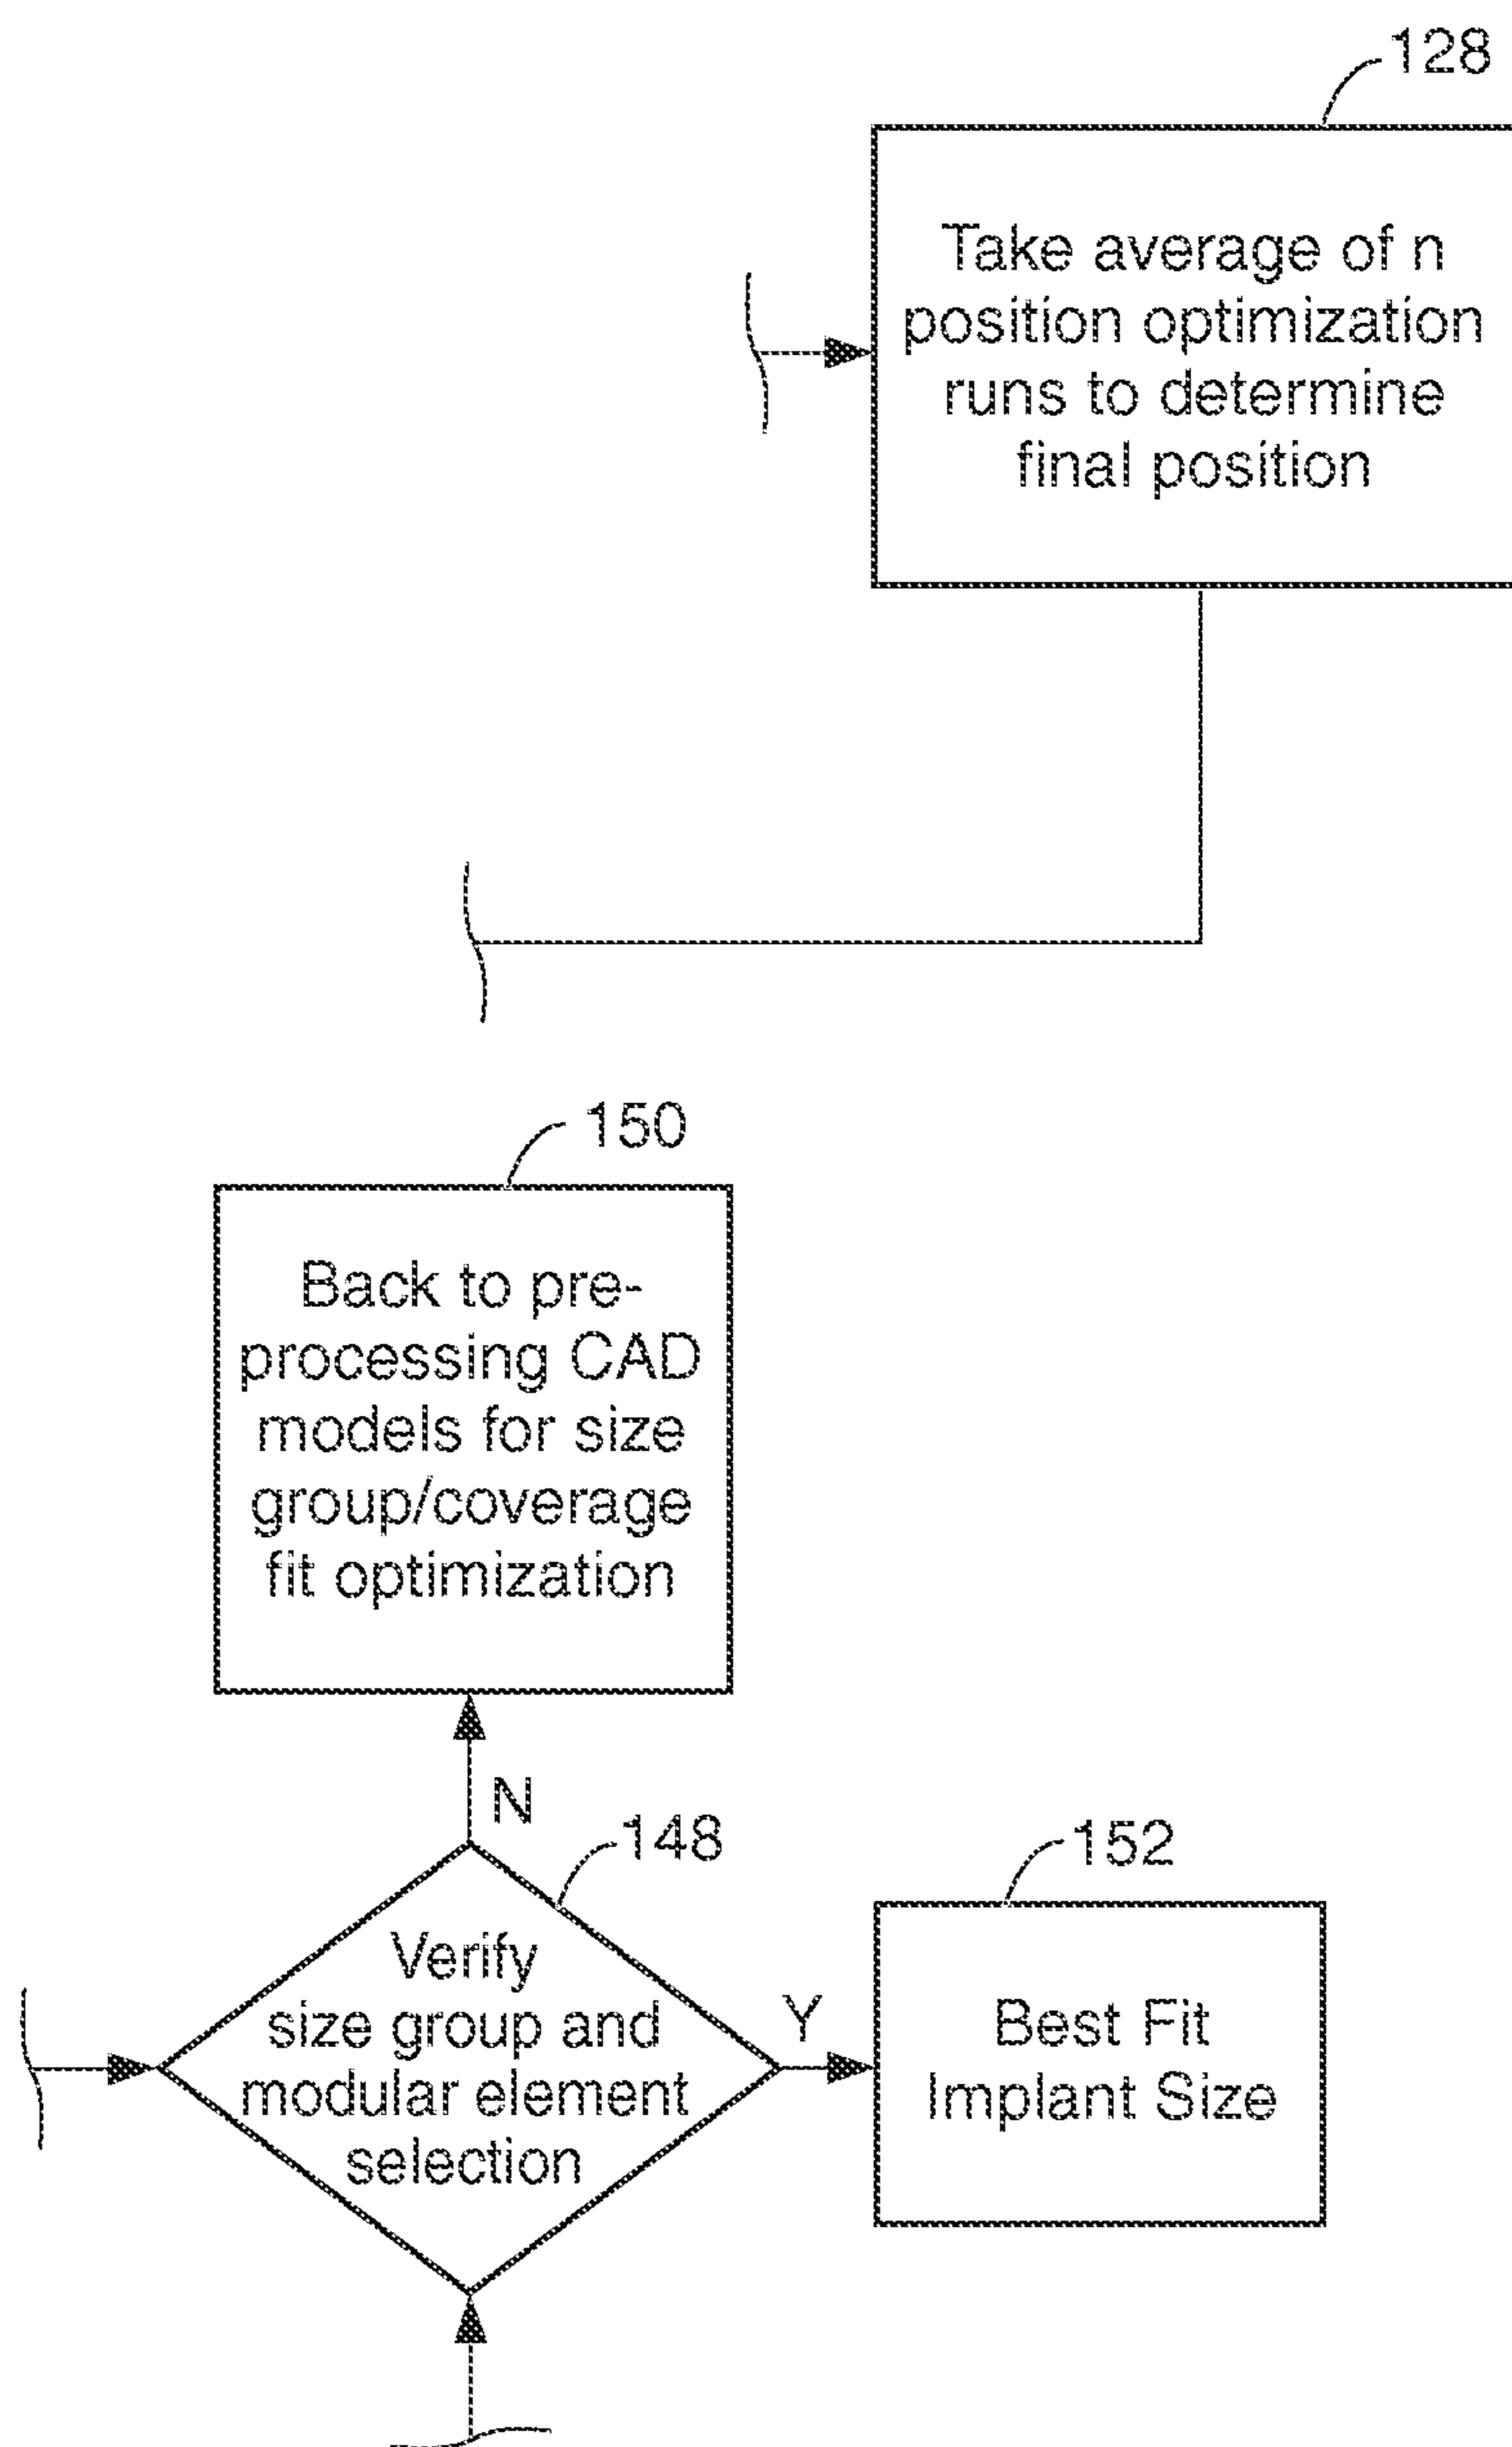 128
Take average of n
position optimization
runs to determine
final position
150
Back to pre-
processing CAD
models for size
group/coverage
fit optimization
N
148
Verify
size group and
modular element
selection
Y
152
Best Fit
Implant Size